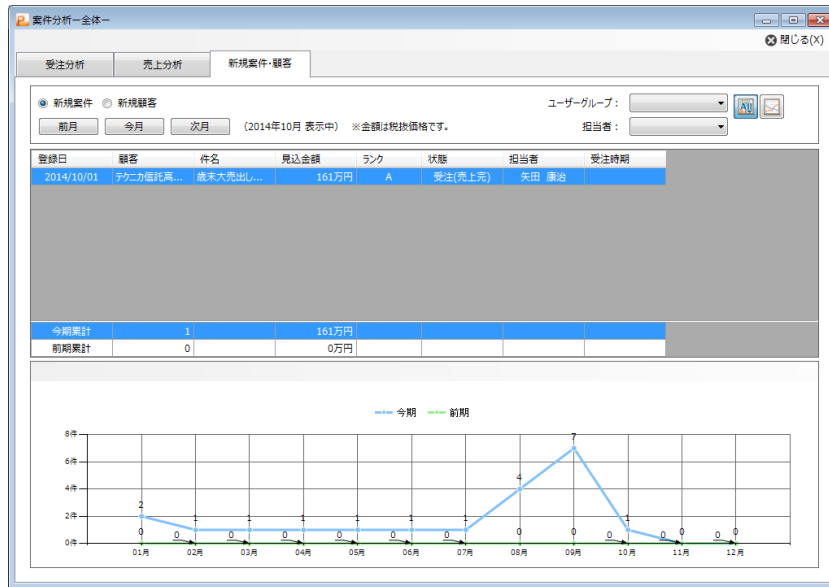 案件分析ー全体ー
閉じる(X)
受注分析 売上分析 新規案件・顧客
新規案件 新規顧客 ユーザーグループ：
前月 今月 次月 (2014年10月 表示中) ※金額は税抜価格です。 担当者：
登録日 顧客 件名 見込金額 ランク 状態 担当者 受注時期
2014/10/01 テクニカ信託高... 歳末大売出し... 161万円 A 受注(売上完) 矢田 康治
今期累計 1 161万円
前期累計 0 0万円
今期 前期
8件
6件
4件
2件
0件
2 1 1 1 1 1 1 4 7 1 0 0
0 0 0 0 0 0 0 0 0 0 0 0
01月 02月 03月 04月 05月 06月 07月 08月 09月 10月 11月 12月